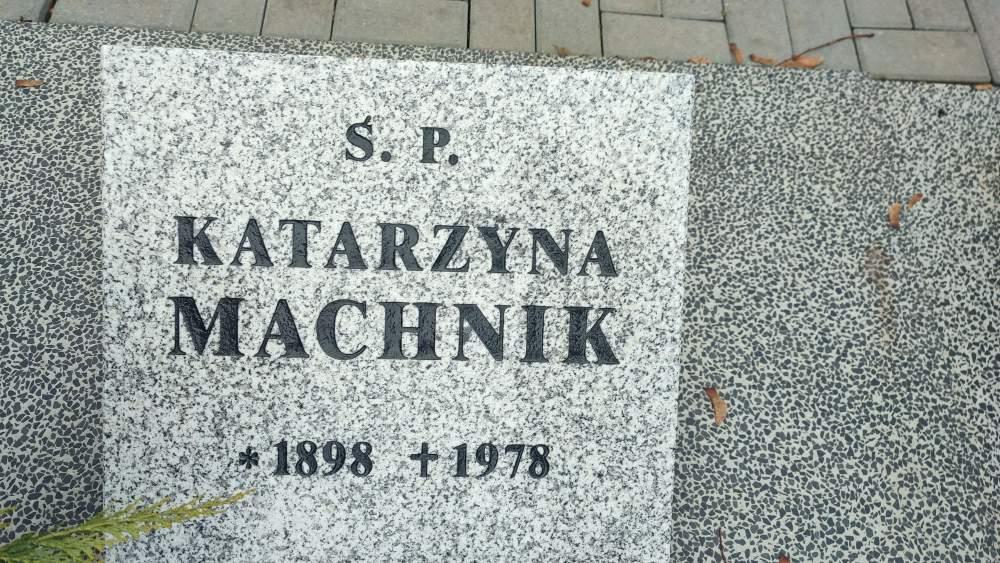 Ś. P.
KATARZYNA
MACHNIK
* 1898 † 1978